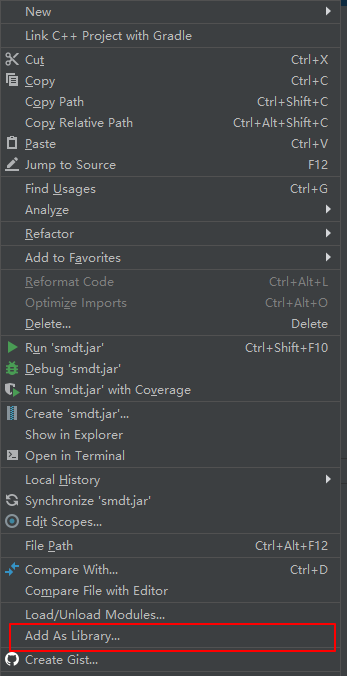 New
Link C++ Project with Gradle
Cut Ctrl+X
Copy Ctrl+C
Copy Path Ctrl+Shift+C
Copy Relative Path Ctrl+Alt+Shift+C
Paste Ctrl+V
Jump to Source F12
Find Usages Ctrl+G
Analyze
Refactor
Add to Favorites
Reformat Code Ctrl+Alt+L
Optimize Imports Ctrl+Alt+O
Delete... Delete
Run 'smdt.jar' Ctrl+Shift+F10
Debug 'smdt.jar'
Run 'smdt.jar' with Coverage
Create 'smdt.jar'...
Show in Explorer
Open in Terminal
Local History
Synchronize 'smdt.jar'
Edit Scopes...
File Path Ctrl+Alt+F12
Compare With... Ctrl+D
Compare File with Editor
Load/Unload Modules...
Add As Library...
Create Gist...